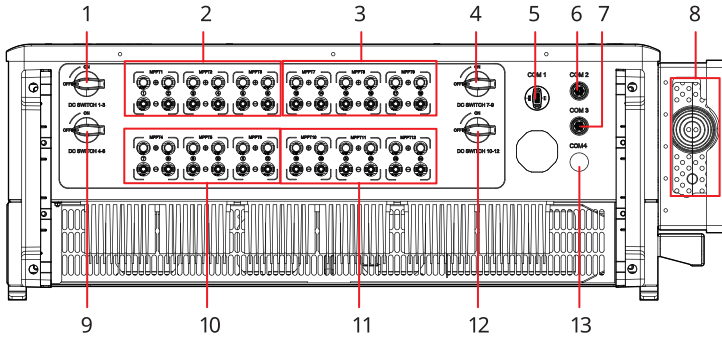 1 2 3 4 5 6 7 8
ON ON
MPPT1 MPPT2 MPPT3 MPPT7 MPPT8 MPPT9
COM 1 COM 2
OFF OFF
DC SWITCH 1-3 DC SWITCH 7-9
COM 3
ON ON
MPPT4 MPPT5 MPPT6 MPPT10 MPPT11 MPPT12
OFF OFF
COM4
DC SWITCH 4-6 DC SWITCH 10-12
9 10 11 12 13